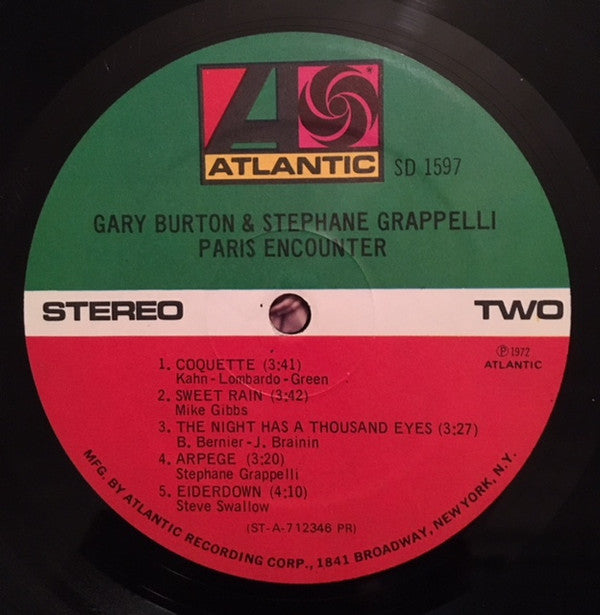 A
ATLANTIC
SD 1597
GARY BURTON & STEPHANE GRAPPELLI
PARIS ENCOUNTER
STEREO
TWO
℗ 1972
ATLANTIC
1. COQUETTE (3:41)
Kahn-Lombardo-Green
2. SWEET RAIN (3:42)
Mike Gibbs
3. THE NIGHT HAS A THOUSAND EYES (3:27)
B. Bernier-J. Brainin
4. ARPEGE (3:20)
Stephane Grappelli
5. EIDERDOWN (4:10)
Steve Swallow
(ST-A-712346 PR)
MFG. BY ATLANTIC RECORDING CORP., 1841 BROADWAY, NEW YORK, N.Y.